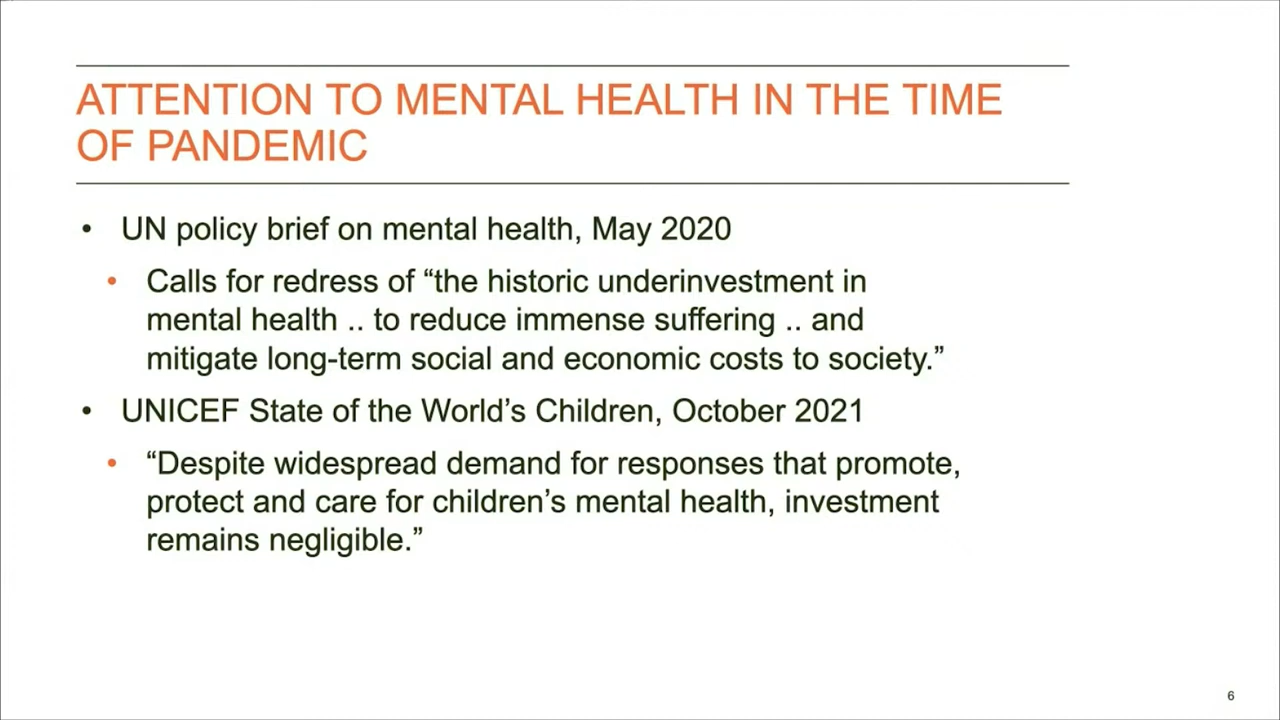 ATTENTION TO MENTAL HEALTH IN THE TIME
OF PANDEMIC
• UN policy brief on mental health, May 2020
• Calls for redress of “the historic underinvestment in
mental health .. to reduce immense suffering .. and
mitigate long-term social and economic costs to society.”
• UNICEF State of the World’s Children, October 2021
• “Despite widespread demand for responses that promote,
protect and care for children’s mental health, investment
remains negligible.”
6